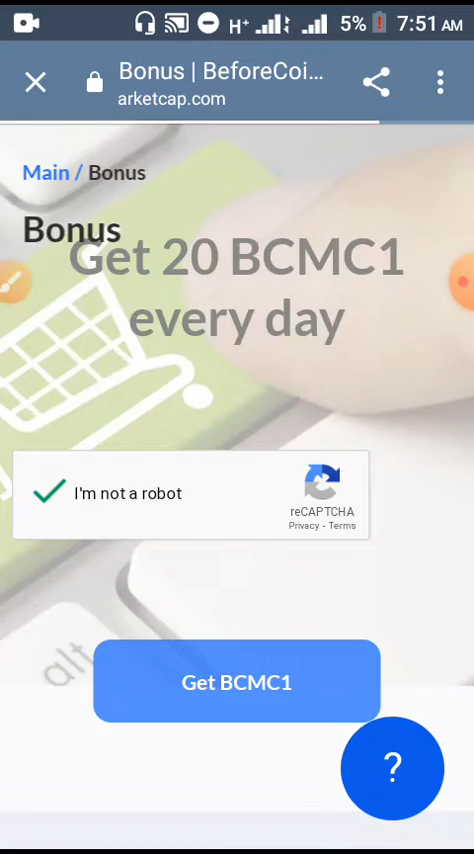 H+ 5% 7:51 AM
Bonus | BeforeCoi...
arketcap.com
Main / Bonus
Bonus
Get 20 BCMC1
every day
I'm not a robot
reCAPTCHA
Privacy - Terms
alt
Get BCMC1
?